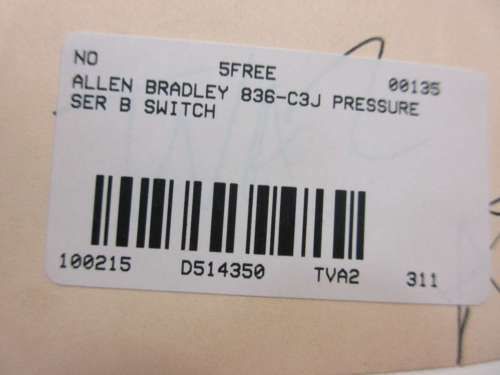 NO 5FREE 00135
ALLEN BRADLEY 836-C3J PRESSURE
SER B SWITCH
100215 D514350 TVA2 311